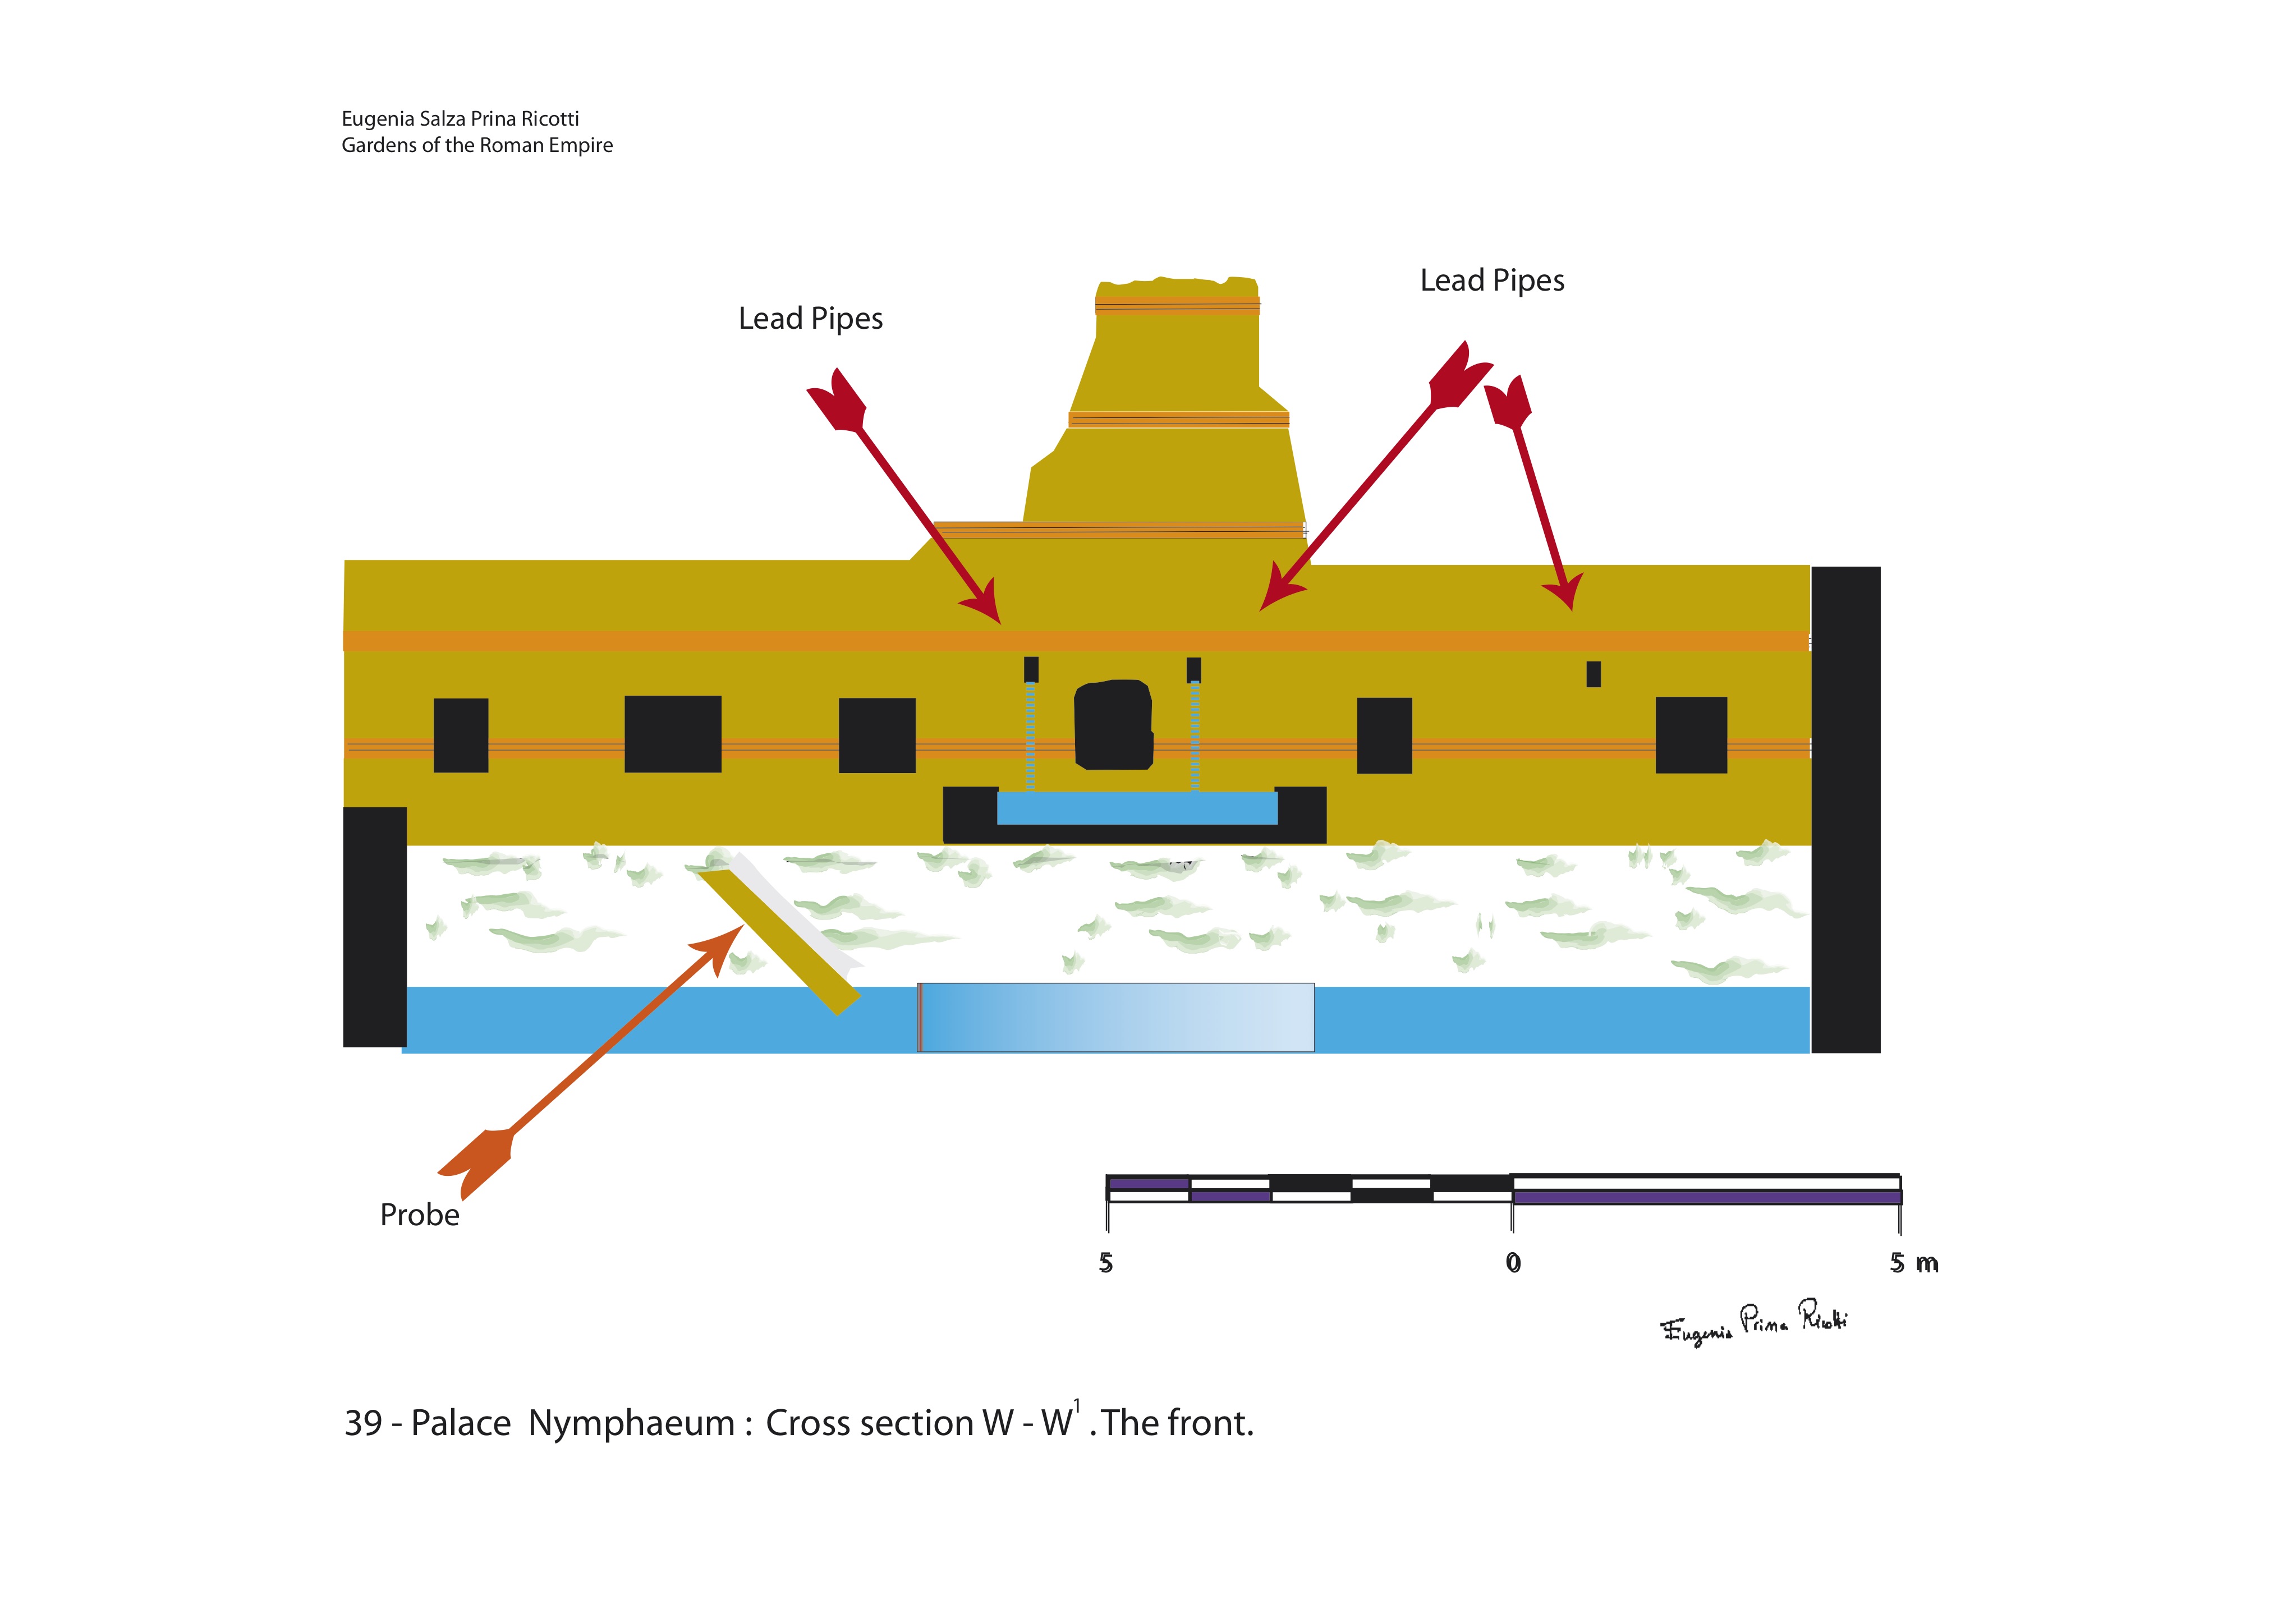 Eugenia Salza Prina Ricotti
Gardens of the Roman Empire
Lead Pipes
Lead Pipes
Probe
5 0 5 m
Eugenia Prina Ricotti
39 - Palace Nymphaeum : Cross section W - W¹ . The front.